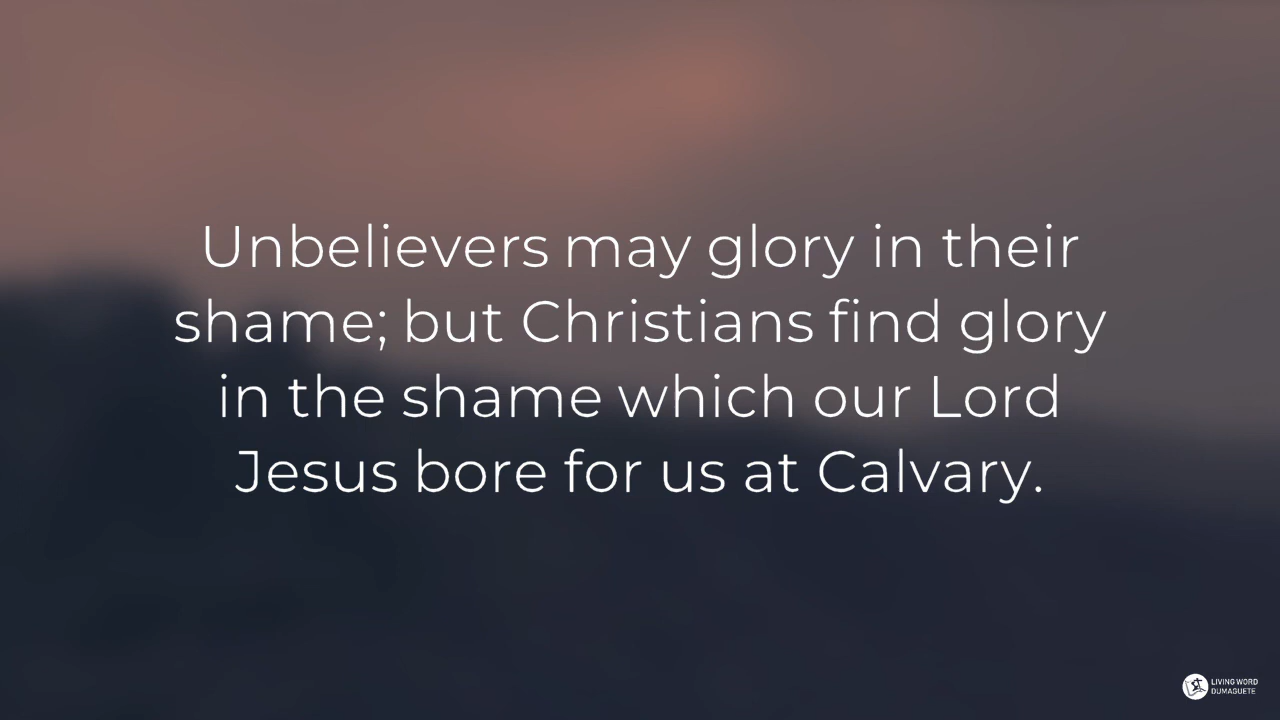 Unbelievers may glory in their
shame; but Christians find glory
in the shame which our Lord
Jesus bore for us at Calvary.
LIVING WORD
DUMAGUETE